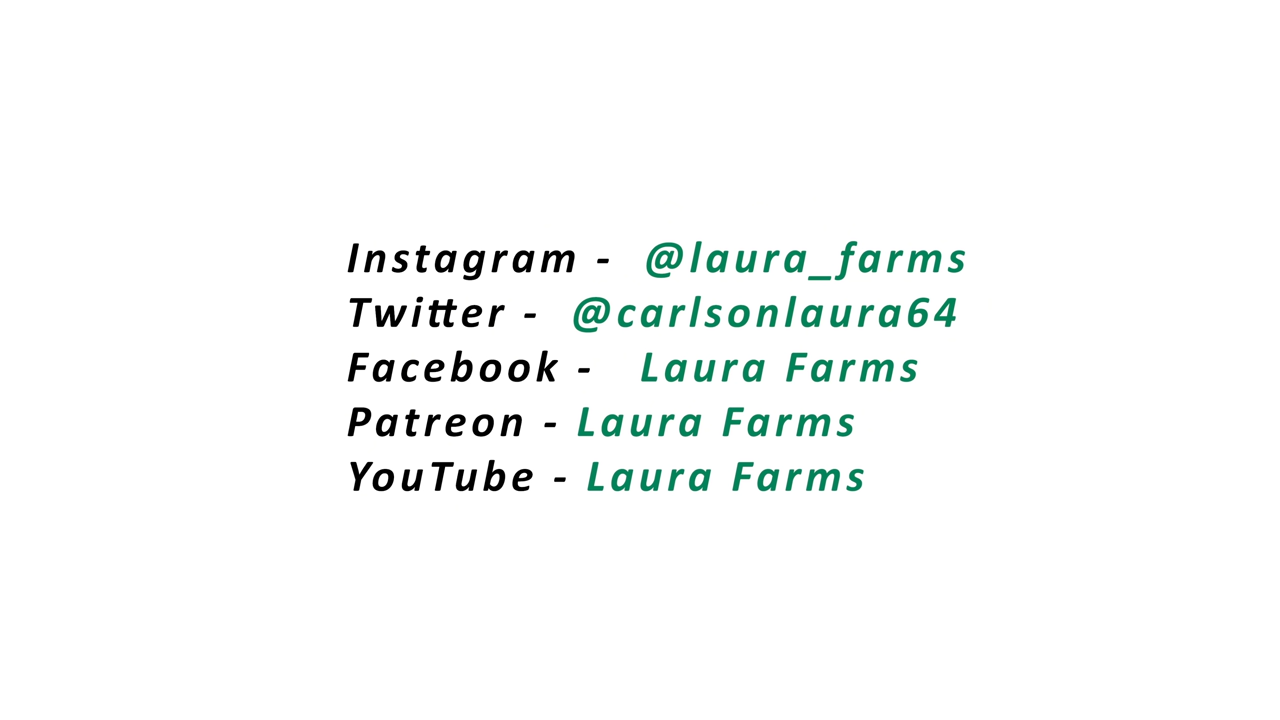 Instagram - @laura_farms
Twitter - @carlsonlaura64
Facebook - Laura Farms
Patreon - Laura Farms
YouTube - Laura Farms